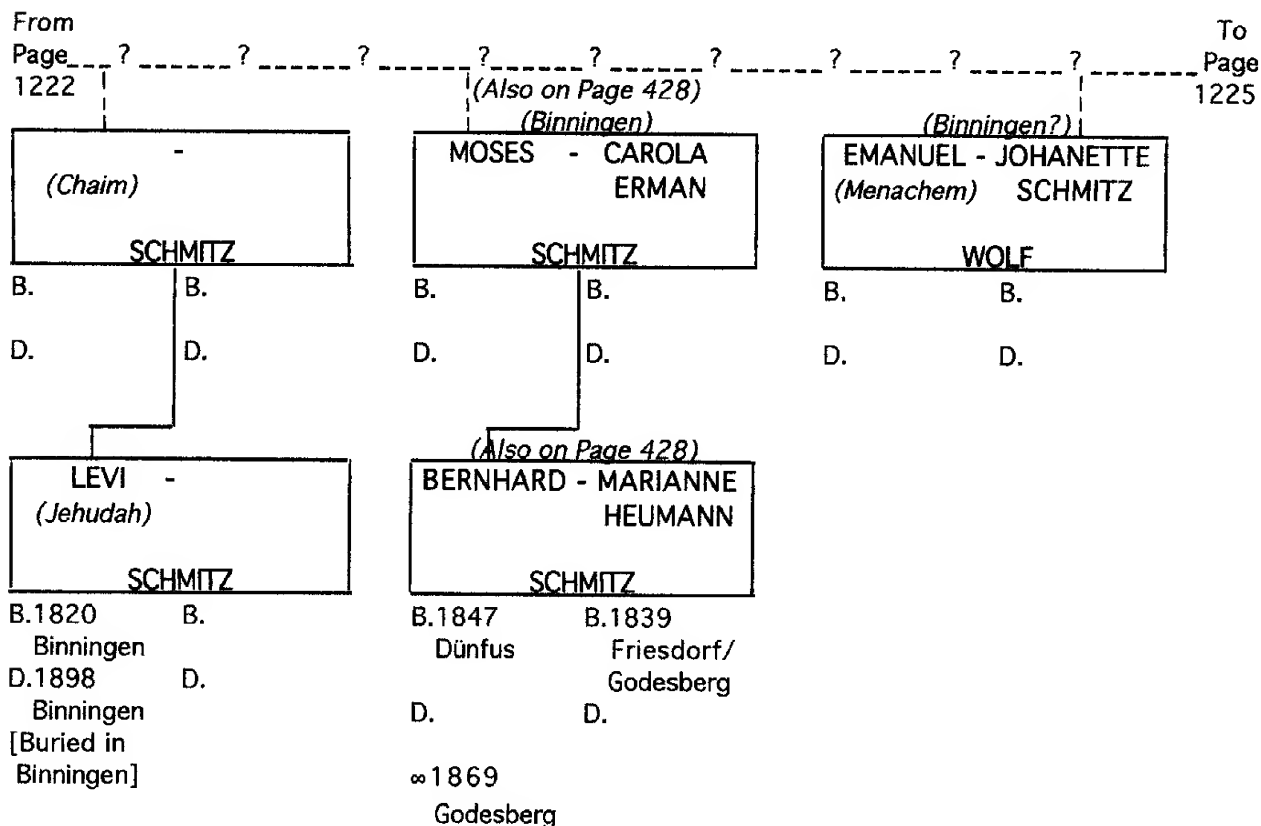 From To
Page ? ? ? ? ? ? ? ? ? Page
1222 1225
(Also on Page 428)
(Binningen) (Binningen?)
- MOSES - CAROLA EMANUEL - JOHANETTE
(Chaim) ERMAN (Menachem) SCHMITZ
SCHMITZ SCHMITZ WOLF
B. B. B. B. B. B.
D. D. D. D. D. D.
(Also on Page 428)
LEVI - BERNHARD - MARIANNE
(Jehudah) HEUMANN
SCHMITZ SCHMITZ
B.1820 B. B.1847 B.1839
Binningen Dünfus Friesdorf/
D.1898 D. Godesberg
Binningen D. D.
[Buried in
Binningen] ∞1869
Godesberg